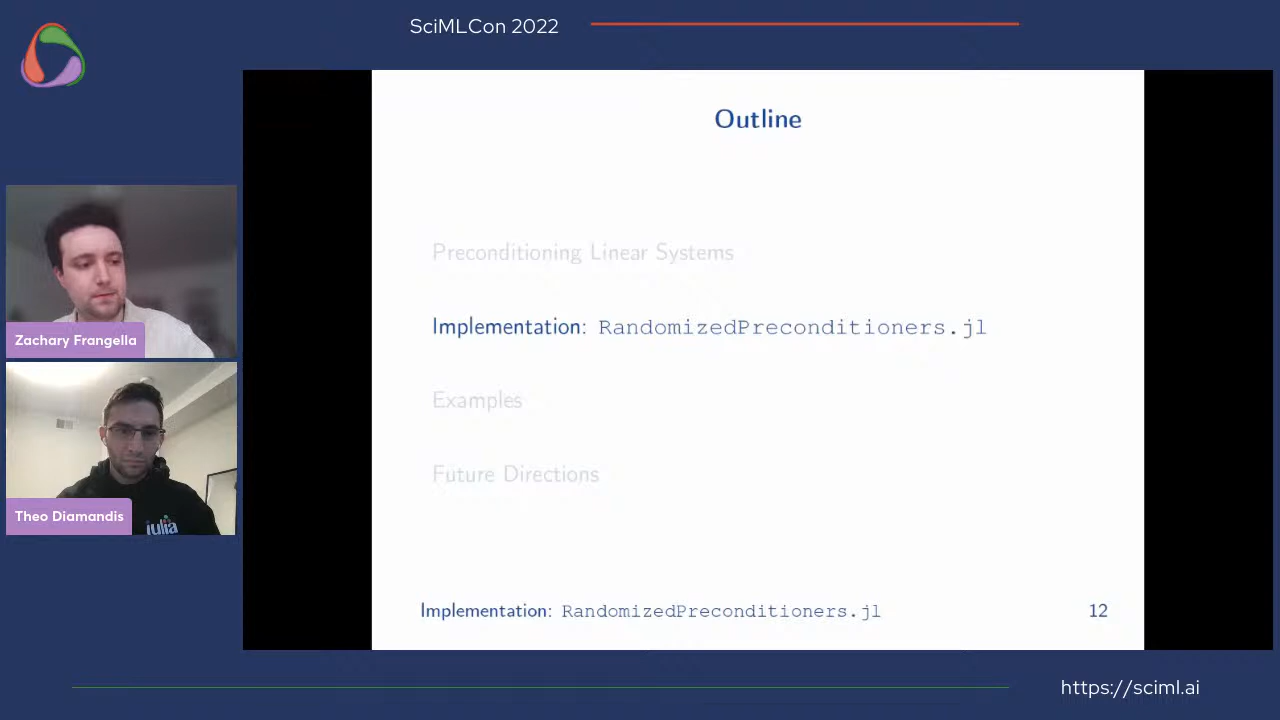 SciMLCon 2022
Outline
Preconditioning Linear Systems
Implementation: RandomizedPreconditioners.jl
Examples
Future Directions
Implementation: RandomizedPreconditioners.jl
12
Zachary Frangella
Theo Diamandis
julia
https://sciml.ai